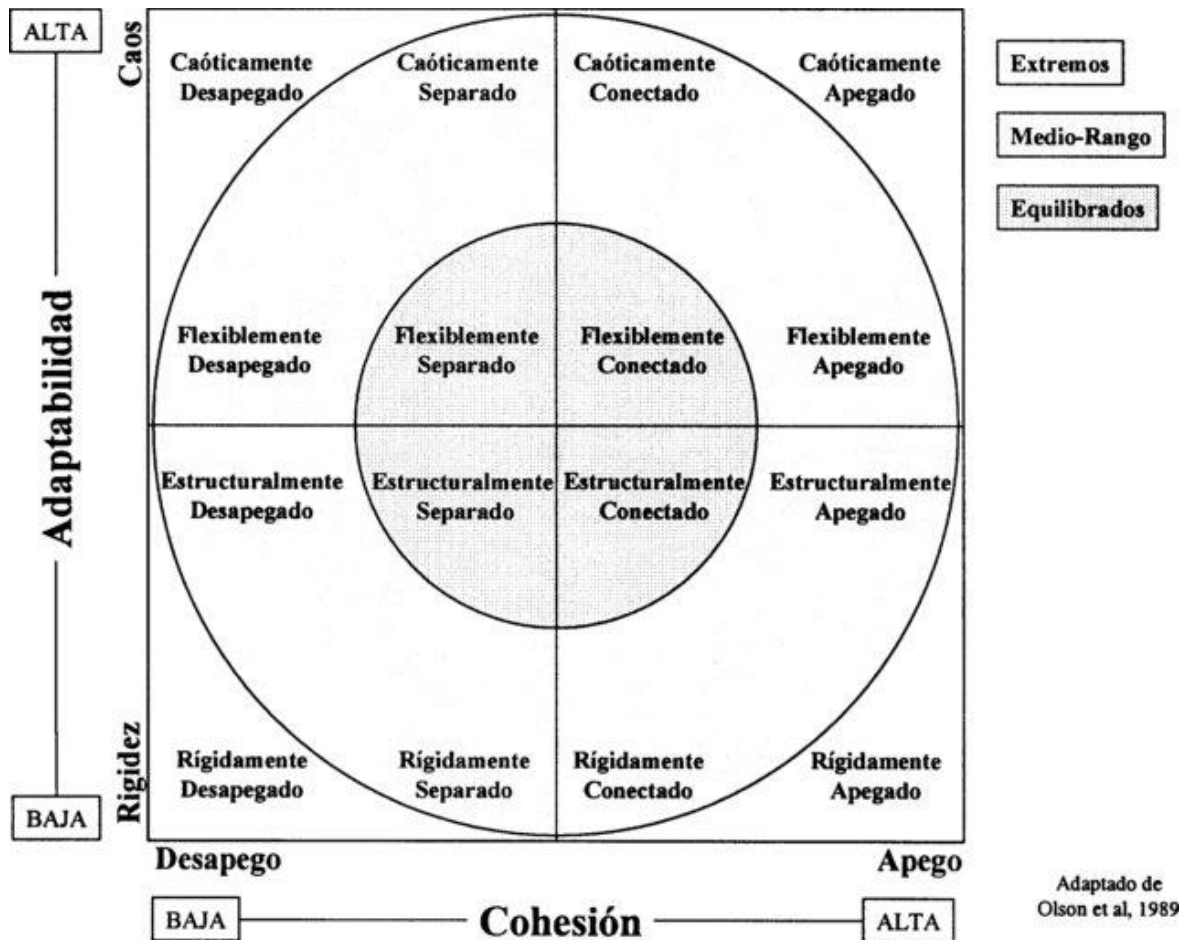 ALTA
Caos
Caóticamente
Desapegado
Caóticamente
Separado
Caóticamente
Conectado
Caóticamente
Apegado
Extremos
Medio-Rango
Equilibrados
Adaptabilidad
Flexiblemente
Desapegado
Flexiblemente
Separado
Flexiblemente
Conectado
Flexiblemente
Apegado
Estructuralmente
Desapegado
Estructuralmente
Separado
Estructuralmente
Conectado
Estructuralmente
Apegado
Rígidamente
Desapegado
Rígidamente
Separado
Rígidamente
Conectado
Rígidamente
Apegado
Rigidez
BAJA
Desapego
Apego
BAJA
Cohesión
ALTA
Adaptado de
Olson et al, 1989